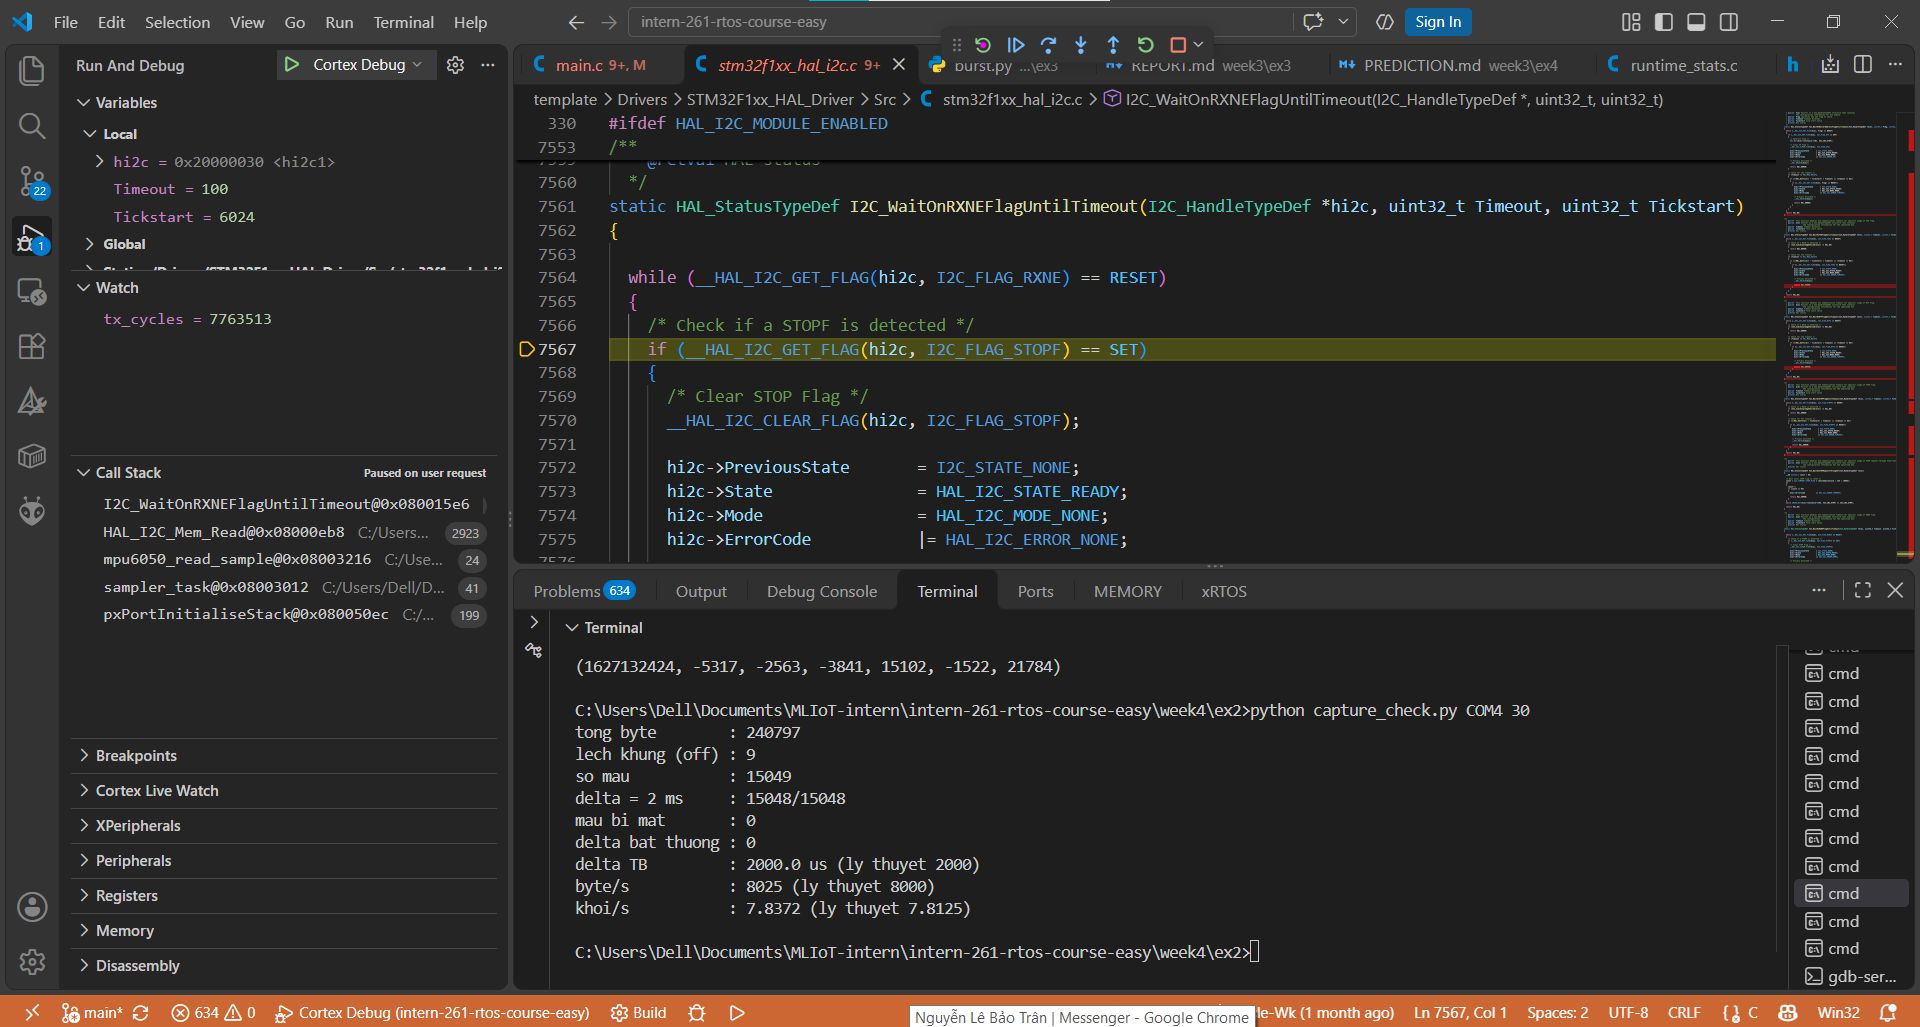 File Edit Selection View Go Run Terminal Help
intern-261-rtos-course-easy
Sign In
Run And Debug
Cortex Debug
Variables
Local
hi2c = 0x20000030 <hi2c1>
Timeout = 100
Tickstart = 6024
Global
Watch
tx_cycles = 7763513
Call Stack
Paused on user request
I2C_WaitOnRXNEFlagUntilTimeout@0x080015e6
HAL_I2C_Mem_Read@0x08000eb8 C:/Users... 2923
mpu6050_read_sample@0x08003216 C:/Use... 24
sampler_task@0x08003012 C:/Users/Dell/D... 41
pxPortInitialiseStack@0x080050ec C:/... 199
Breakpoints
Cortex Live Watch
XPeripherals
Peripherals
Registers
Memory
Disassembly
22
1
main.c 9+, M
stm32f1xx_hal_i2c.c 9+
burst.py ...\ex3
REPORT.md week3\ex3
PREDICTION.md week3\ex4
runtime_stats.c
h
template > Drivers > STM32F1xx_HAL_Driver > Src > stm32f1xx_hal_i2c.c > I2C_WaitOnRXNEFlagUntilTimeout(I2C_HandleTypeDef *, uint32_t, uint32_t)
330 #ifdef HAL_I2C_MODULE_ENABLED
7553 /**
7560 */
7561 static HAL_StatusTypeDef I2C_WaitOnRXNEFlagUntilTimeout(I2C_HandleTypeDef *hi2c, uint32_t Timeout, uint32_t Tickstart)
7562 {
7563
7564 while (__HAL_I2C_GET_FLAG(hi2c, I2C_FLAG_RXNE) == RESET)
7565 {
7566 /* Check if a STOPF is detected */
7567 if (__HAL_I2C_GET_FLAG(hi2c, I2C_FLAG_STOPF) == SET)
7568 {
7569 /* Clear STOP Flag */
7570 __HAL_I2C_CLEAR_FLAG(hi2c, I2C_FLAG_STOPF);
7571
7572 hi2c->PreviousState = I2C_STATE_NONE;
7573 hi2c->State = HAL_I2C_STATE_READY;
7574 hi2c->Mode = HAL_I2C_MODE_NONE;
7575 hi2c->ErrorCode |= HAL_I2C_ERROR_NONE;
Problems 634 Output Debug Console Terminal Ports MEMORY xRTOS
Terminal
(1627132424, -5317, -2563, -3841, 15102, -1522, 21784)
C:\Users\Dell\Documents\MLIoT-intern\intern-261-rtos-course-easy\week4\ex2>python capture_check.py COM4 30
tong byte : 240797
lech khung (off) : 9
so mau : 15049
delta = 2 ms : 15048/15048
mau bi mat : 0
delta bat thuong : 0
delta TB : 2000.0 us (ly thuyet 2000)
byte/s : 8025 (ly thuyet 8000)
khoi/s : 7.8372 (ly thuyet 7.8125)
C:\Users\Dell\Documents\MLIoT-intern\intern-261-rtos-course-easy\week4\ex2>
cmd
cmd
cmd
cmd
cmd
cmd
cmd
cmd
cmd
cmd
cmd
gdb-ser...
main* 634 0 Cortex Debug (intern-261-rtos-course-easy) Build
Nguyễn Lê Bảo Trân | Messenger - Google Chrome
le-Wk (1 month ago) Ln 7567, Col 1 Spaces: 2 UTF-8 CRLF {} C Win32